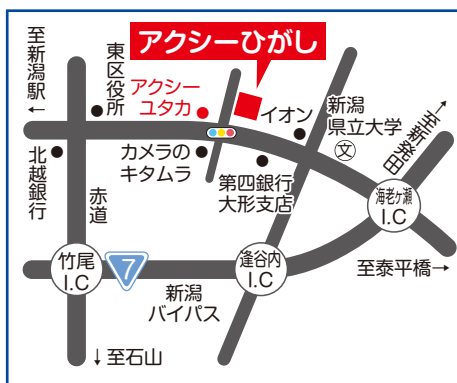 アクシーひがし
至新潟駅
←
東区役所
アクシー
ユタカ
イオン
新潟
県立大学
文
至新発田→
北越銀行
赤道
カメラの
キタムラ
第四銀行
大形支店
海老ヶ瀬
I.C
竹尾
I.C
7
逢谷内
I.C
至泰平橋→
新潟
バイパス
↓至石山